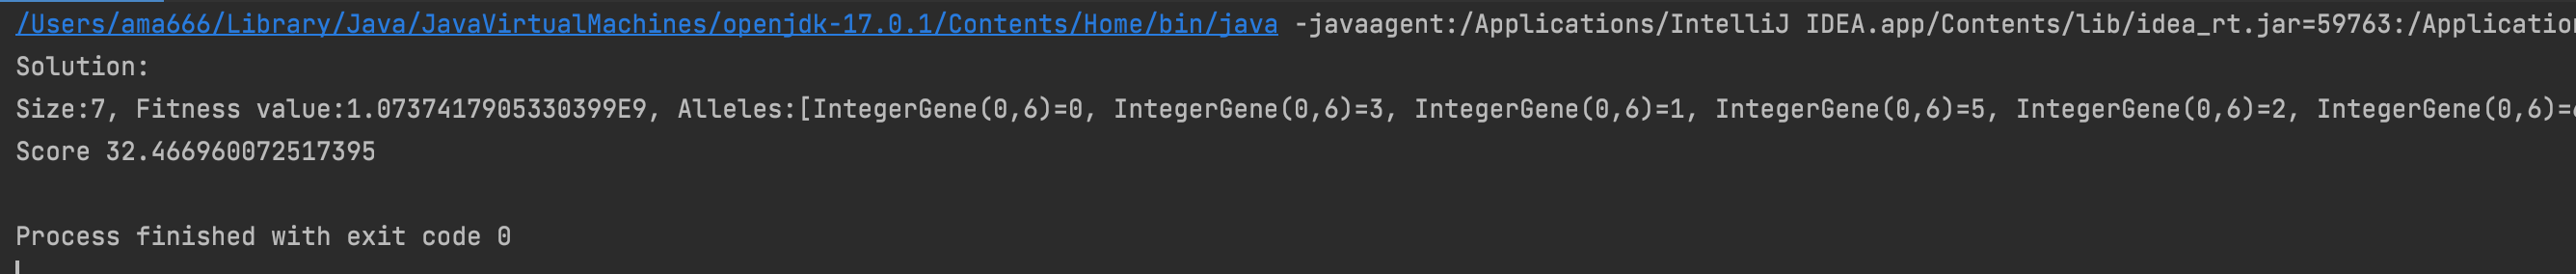 /Users/ama666/Library/Java/JavaVirtualMachines/openjdk-17.0.1/Contents/Home/bin/java -javaagent:/Applications/IntelliJ IDEA.app/Contents/lib/idea_rt.jar=59763:/Application
Solution:
Size:7, Fitness value:1.0737417905330399E9, Alleles:[IntegerGene(0,6)=0, IntegerGene(0,6)=3, IntegerGene(0,6)=1, IntegerGene(0,6)=5, IntegerGene(0,6)=2, IntegerGene(0,6)=
Score 32.466960072517395
Process finished with exit code 0